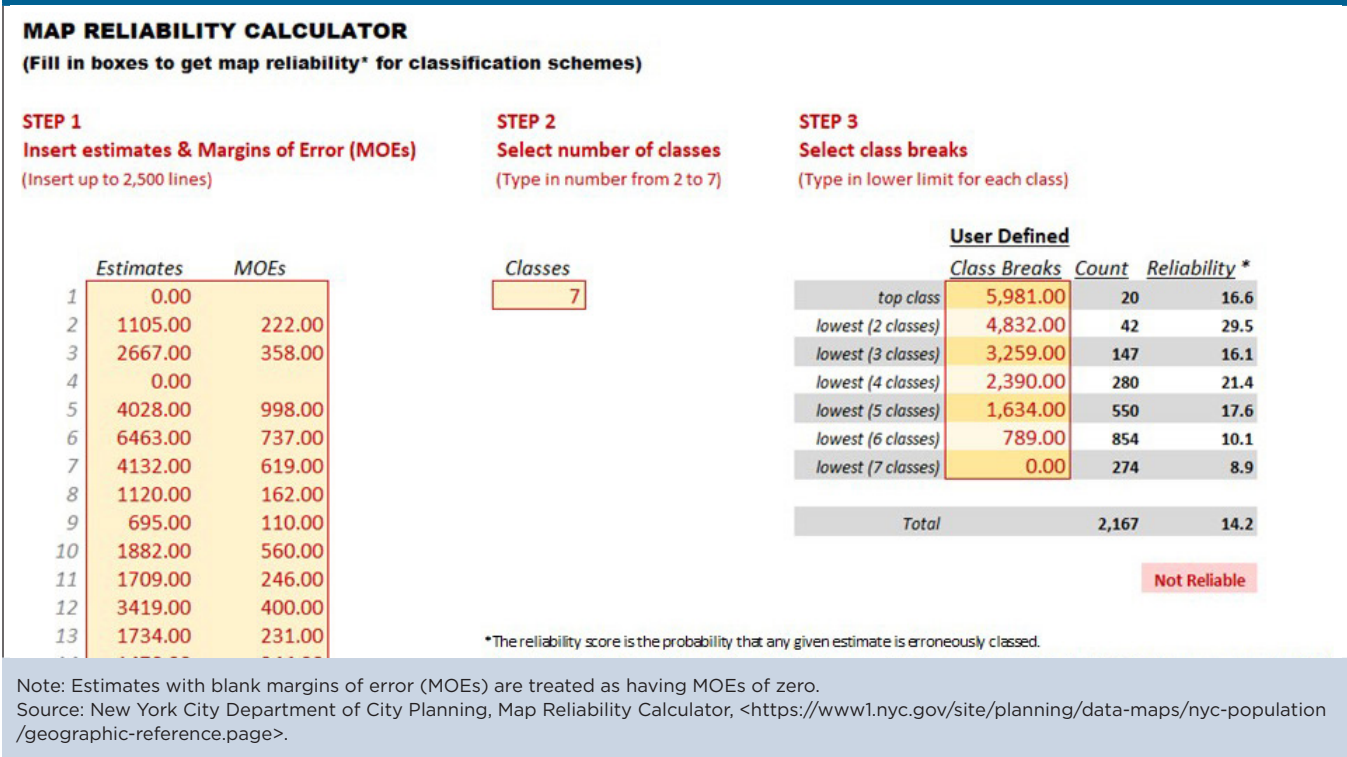 MAP RELIABILITY CALCULATOR
(Fill in boxes to get map reliability* for classification schemes)
STEP 1
Insert estimates & Margins of Error (MOEs)
(Insert up to 2,500 lines)
STEP 2
Select number of classes
(Type in number from 2 to 7)
STEP 3
Select class breaks
(Type in lower limit for each class)
Estimates MOEs
1 0.00
2 1105.00 222.00
3 2667.00 358.00
4 0.00
5 4028.00 998.00
6 6463.00 737.00
7 4132.00 619.00
8 1120.00 162.00
9 695.00 110.00
10 1882.00 560.00
11 1709.00 246.00
12 3419.00 400.00
13 1734.00 231.00
Classes
7
User Defined
Class Breaks Count Reliability *
top class 5,981.00 20 16.6
lowest (2 classes) 4,832.00 42 29.5
lowest (3 classes) 3,259.00 147 16.1
lowest (4 classes) 2,390.00 280 21.4
lowest (5 classes) 1,634.00 550 17.6
lowest (6 classes) 789.00 854 10.1
lowest (7 classes) 0.00 274 8.9
Total 2,167 14.2
Not Reliable
*The reliability score is the probability that any given estimate is erroneously classed.
Note: Estimates with blank margins of error (MOEs) are treated as having MOEs of zero.
Source: New York City Department of City Planning, Map Reliability Calculator, <https://www1.nyc.gov/site/planning/data-maps/nyc-population
/geographic-reference.page>.